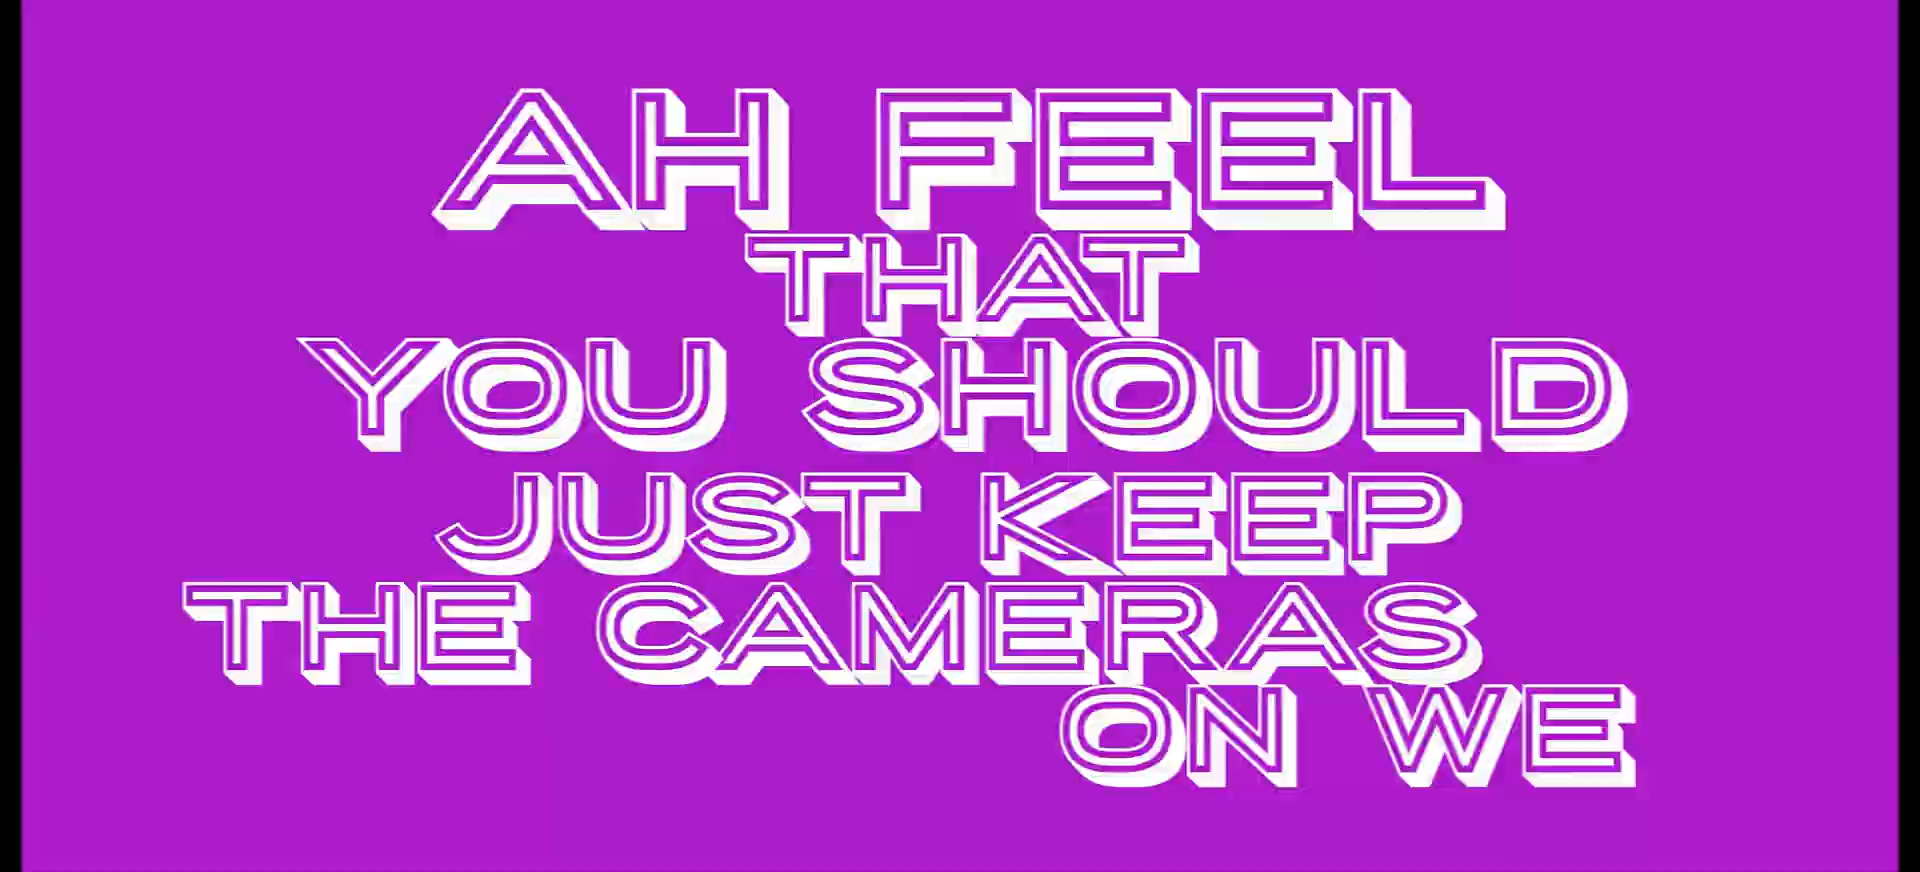 AH FEEL
THAT
YOU SHOULD
JUST KEEP
THE CAMERAS
ON WE